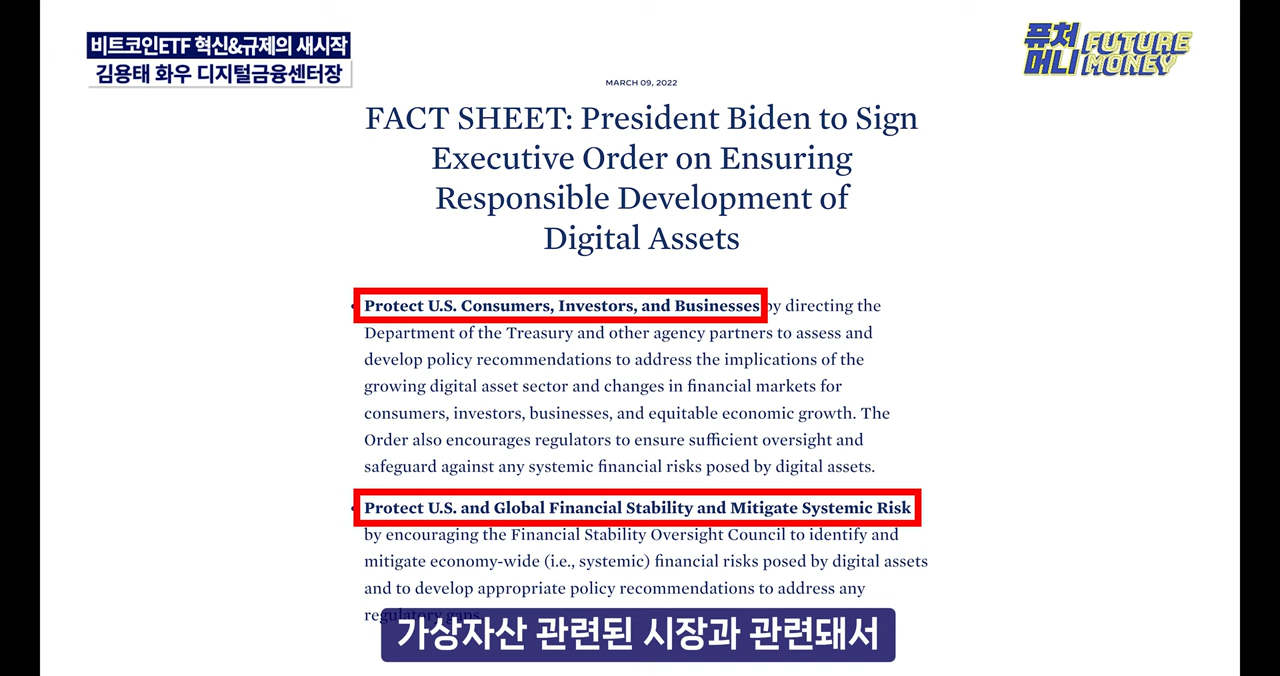 비트코인ETF 혁신&규제의 새시작
김용태 화우 디지털금융센터장
퓨처
머니
FUTURE
MONEY
MARCH 09, 2022
FACT SHEET: President Biden to Sign
Executive Order on Ensuring
Responsible Development of
Digital Assets
• Protect U.S. Consumers, Investors, and Businesses by directing the
Department of the Treasury and other agency partners to assess and
develop policy recommendations to address the implications of the
growing digital asset sector and changes in financial markets for
consumers, investors, businesses, and equitable economic growth. The
Order also encourages regulators to ensure sufficient oversight and
safeguard against any systemic financial risks posed by digital assets.
• Protect U.S. and Global Financial Stability and Mitigate Systemic Risk
by encouraging the Financial Stability Oversight Council to identify and
mitigate economy-wide (i.e., systemic) financial risks posed by digital assets
and to develop appropriate policy recommendations to address any
regulatory gaps.
가상자산 관련된 시장과 관련돼서